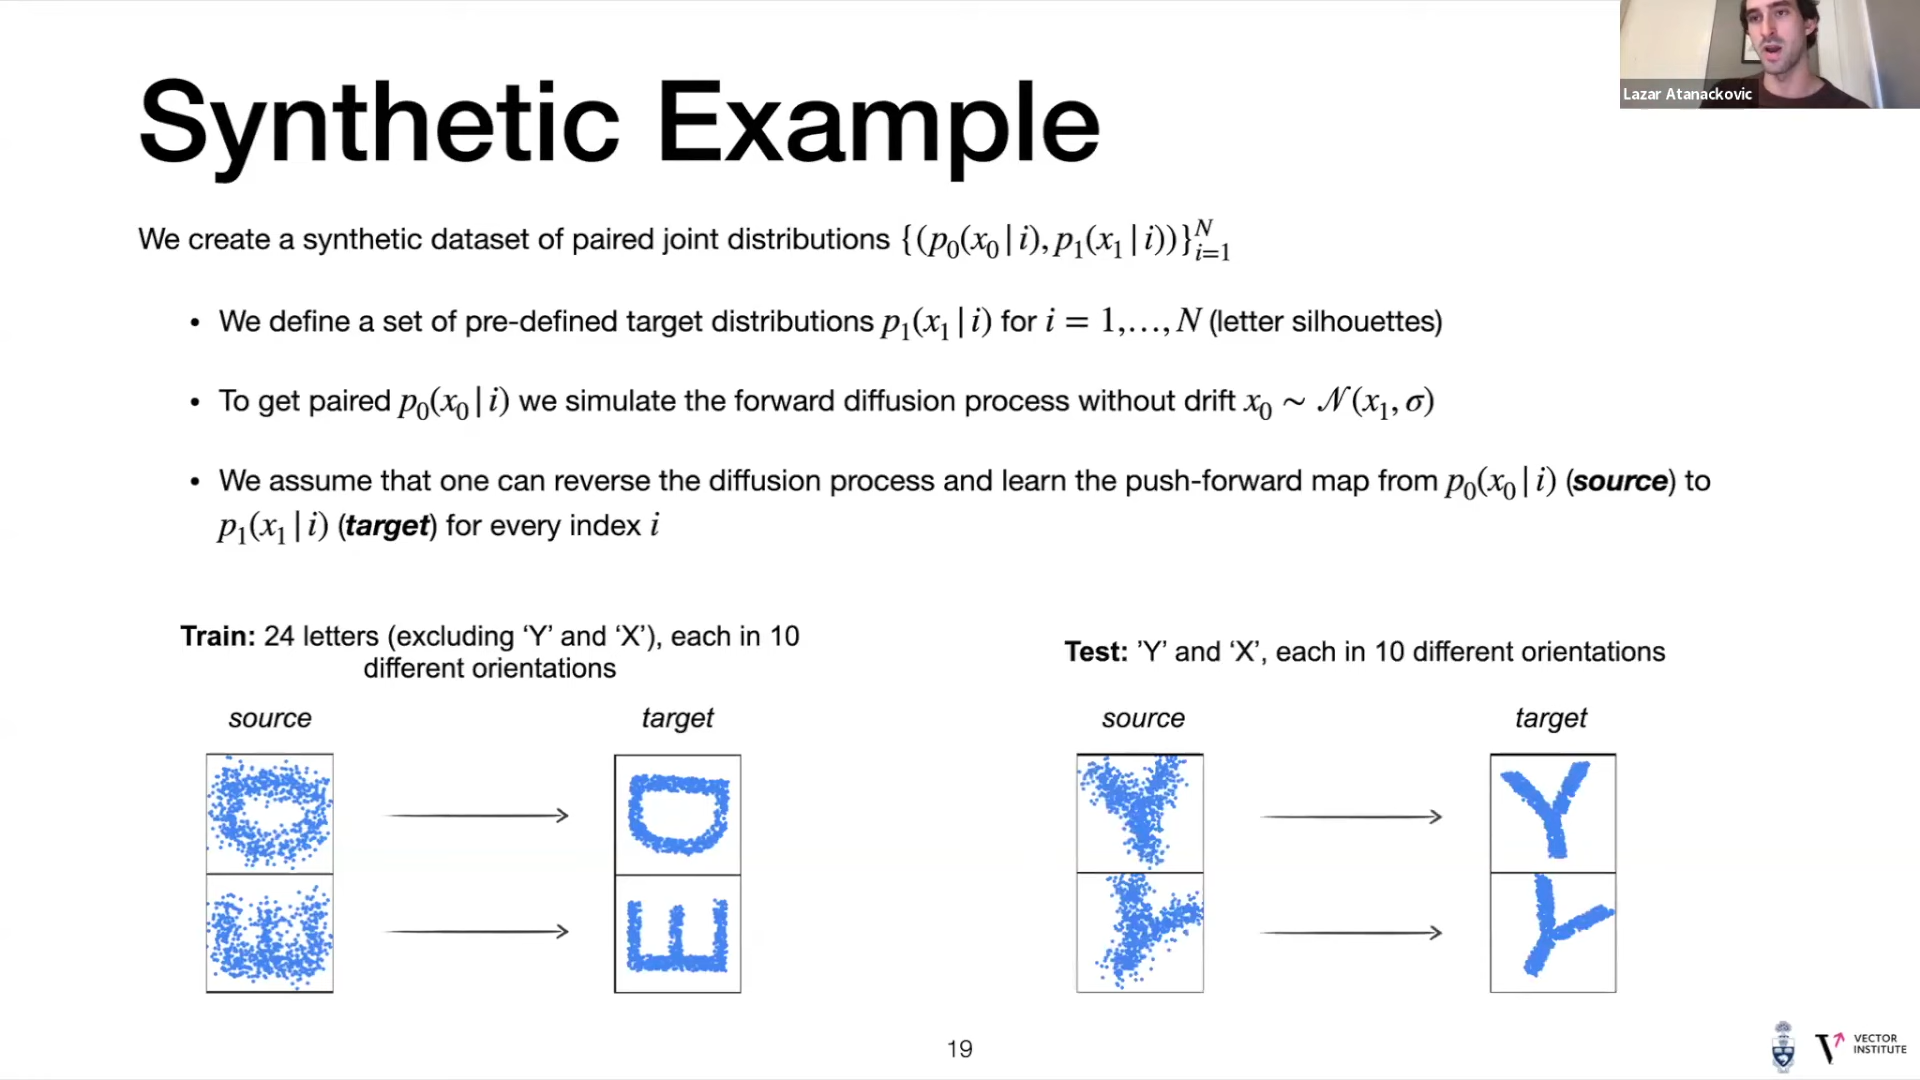 Lazar Atanackovic
Synthetic Example
We create a synthetic dataset of paired joint distributions {(p₀(x₀ | i), p₁(x₁ | i))}ᴺᵢ₌₁
• We define a set of pre-defined target distributions p₁(x₁ | i) for i = 1,…, N (letter silhouettes)
• To get paired p₀(x₀ | i) we simulate the forward diffusion process without drift x₀ ∼ 𝒩(x₁, σ)
• We assume that one can reverse the diffusion process and learn the push-forward map from p₀(x₀ | i) (source) to
p₁(x₁ | i) (target) for every index i
Train: 24 letters (excluding ‘Y’ and ‘X’), each in 10
different orientations
source target
Test: ’Y’ and ‘X’, each in 10 different orientations
source target
D
E
Y
Y
19
VECTOR
INSTITUTE